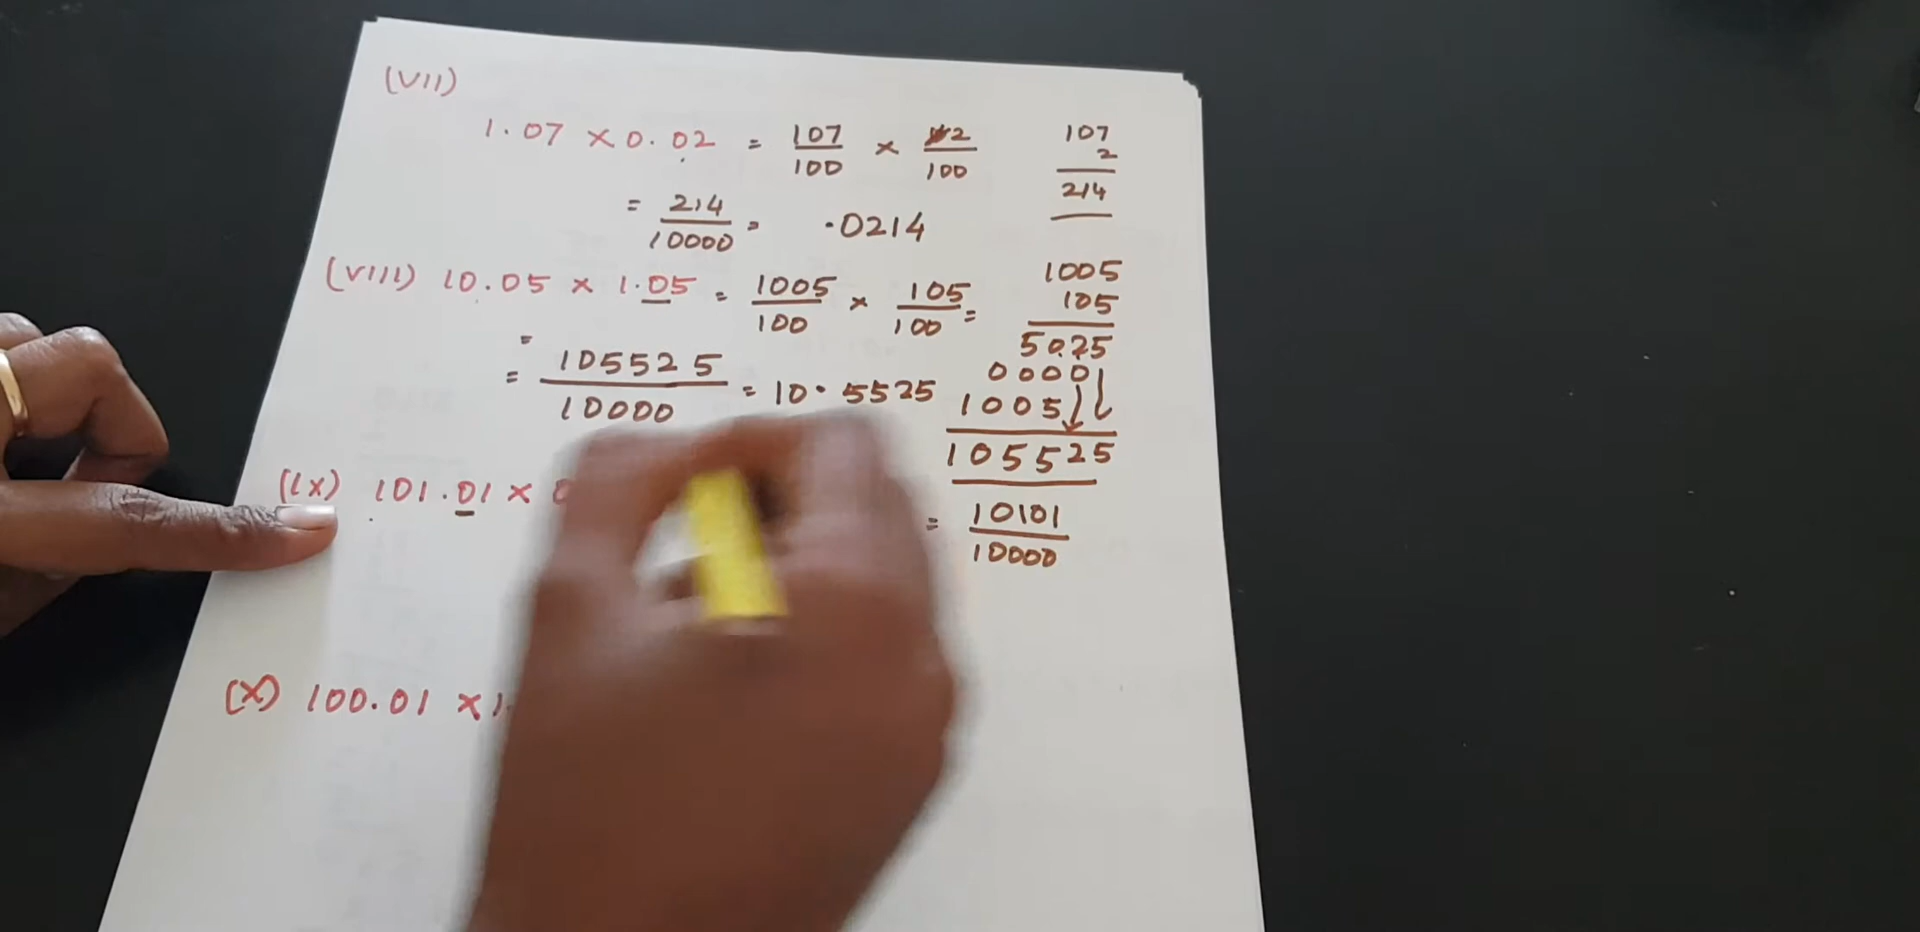 (VII)
1.07 × 0.02 = 107/100 × 2/100
107
2
214
= 214/10000 = .0214
(VIII) 10.05 × 1.05 = 1005/100 × 105/100 =
1005
105
5025
0000
1005
105525
=
= 105525/10000 = 10.5525
(ix) 101.01 ×
= 10101/10000
(x) 100.01 × 1.